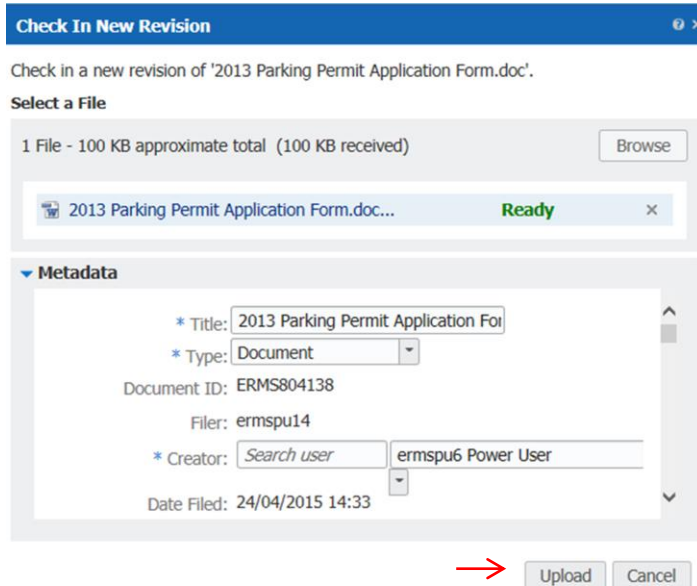 Check In New Revision
Check in a new revision of '2013 Parking Permit Application Form.doc'.
Select a File
1 File - 100 KB approximate total (100 KB received) Browse
2013 Parking Permit Application Form.doc... Ready ×
Metadata
* Title: 2013 Parking Permit Application For
* Type: Document
Document ID: ERMS804138
Filer: ermspu14
* Creator: Search user ermspu6 Power User
Date Filed: 24/04/2015 14:33
Upload Cancel